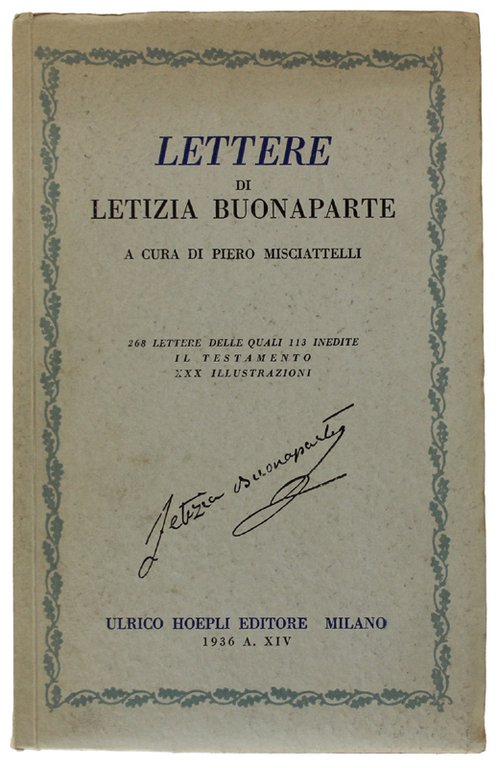 LETTERE
DI
LETIZIA BUONAPARTE
A CURA DI PIERO MISCIATTELLI
268 LETTERE DELLE QUALI 113 INEDITE
IL TESTAMENTO
XXX ILLUSTRAZIONI
Letizia Buonaparte
ULRICO HOEPLI EDITORE MILANO
1936 A. XIV